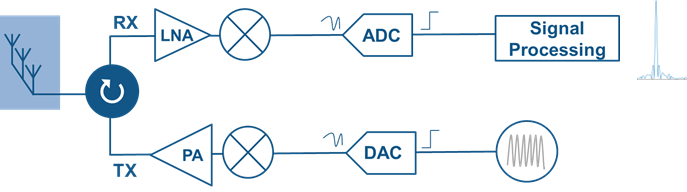 RX
LNA
ADC
Signal
Processing
TX
PA
DAC